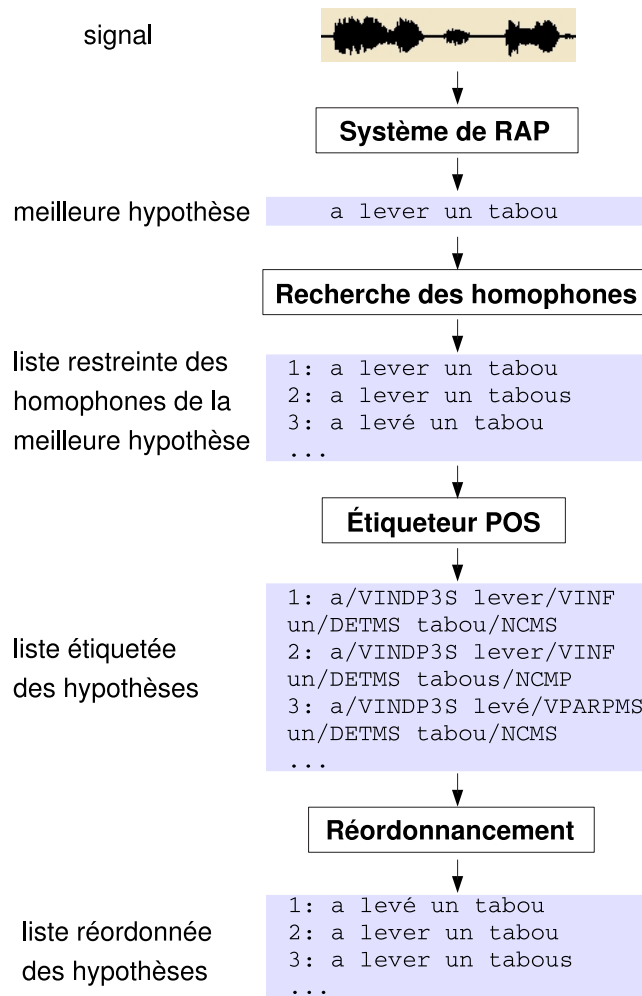 signal
Système de RAP
meilleure hypothèse
a lever un tabou
Recherche des homophones
liste restreinte des
homophones de la
meilleure hypothèse
1: a lever un tabou
2: a lever un tabous
3: a levé un tabou
...
Étiqueteur POS
liste étiquetée
des hypothèses
1: a/VINDP3S lever/VINF
un/DETMS tabou/NCMS
2: a/VINDP3S lever/VINF
un/DETMS tabous/NCMP
3: a/VINDP3S levé/VPARPMS
un/DETMS tabou/NCMS
...
Réordonnancement
liste réordonnée
des hypothèses
1: a levé un tabou
2: a lever un tabou
3: a lever un tabous
...